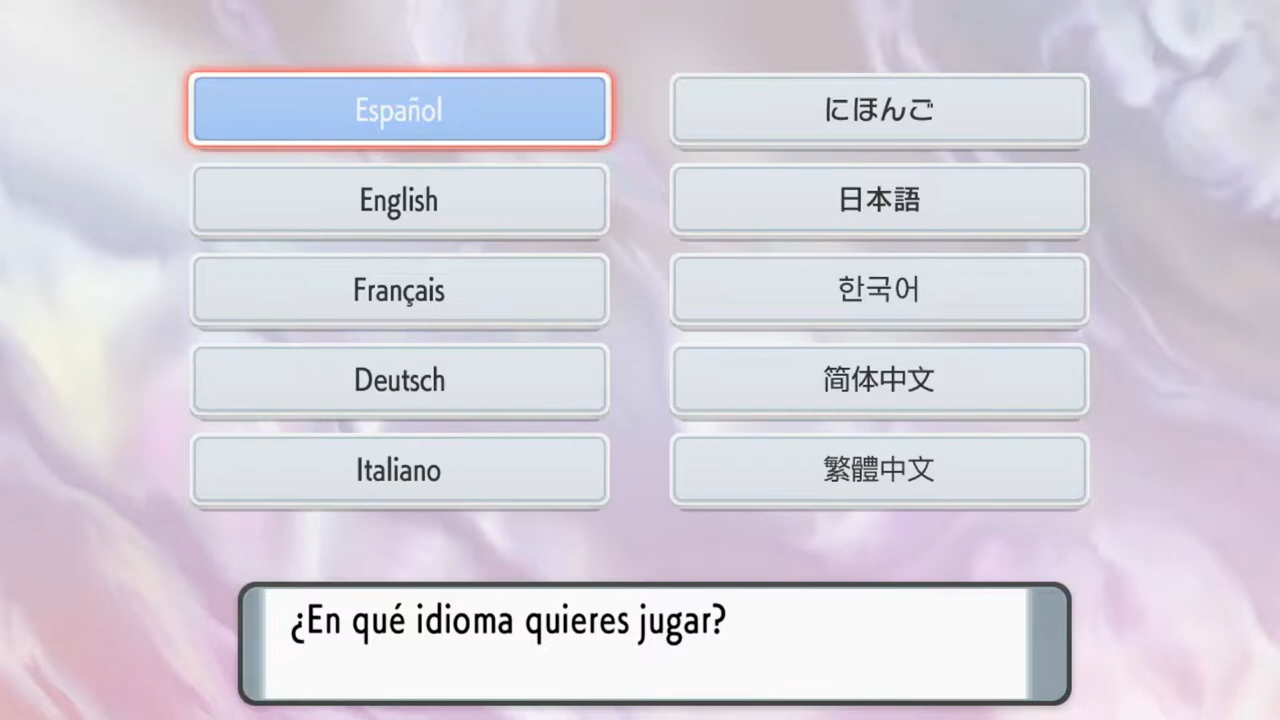 Español
English
Français
Deutsch
Italiano
にほんご
日本語
한국어
简体中文
繁體中文
¿En qué idioma quieres jugar?